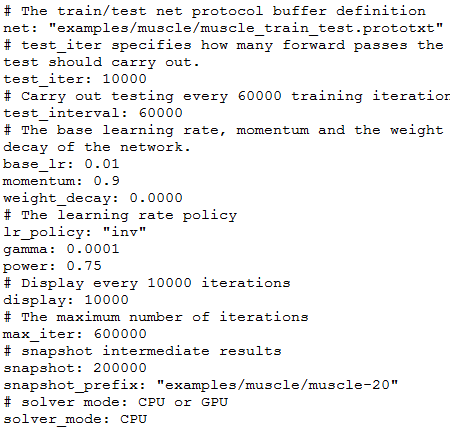 # The train/test net protocol buffer definition
net: "examples/muscle/muscle_train_test.prototxt"
# test_iter specifies how many forward passes the
test should carry out.
test_iter: 10000
# Carry out testing every 60000 training iteration
test_interval: 60000
# The base learning rate, momentum and the weight
decay of the network.
base_lr: 0.01
momentum: 0.9
weight_decay: 0.0000
# The learning rate policy
lr_policy: "inv"
gamma: 0.0001
power: 0.75
# Display every 10000 iterations
display: 10000
# The maximum number of iterations
max_iter: 600000
# snapshot intermediate results
snapshot: 200000
snapshot_prefix: "examples/muscle/muscle-20"
# solver mode: CPU or GPU
solver_mode: CPU